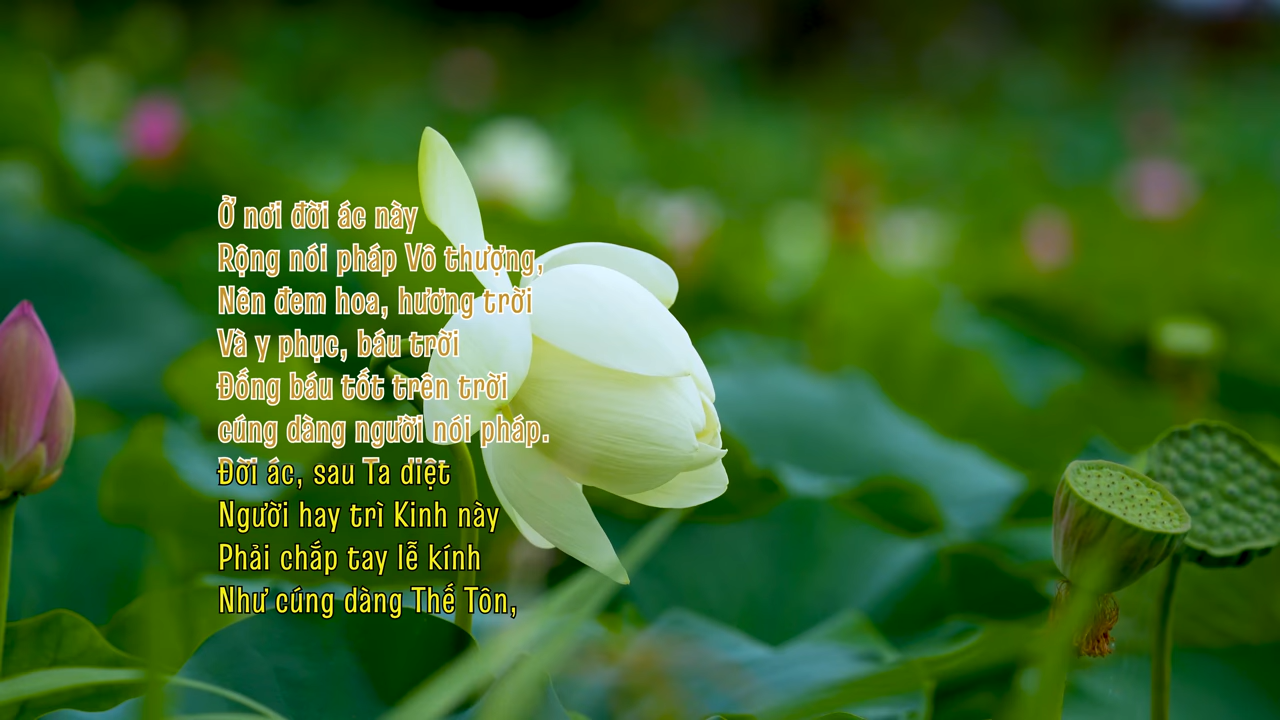 Ở nơi đời ác này
Rộng nói pháp Vô thượng,
Nên đem hoa, hương trời
Và y phục, báu trời
Đống báu tốt trên trời
cúng dàng người nói pháp.
Đời ác, sau Ta diệt
Người hay trì Kinh này
Phải chắp tay lễ kính
Như cúng dàng Thế Tôn,